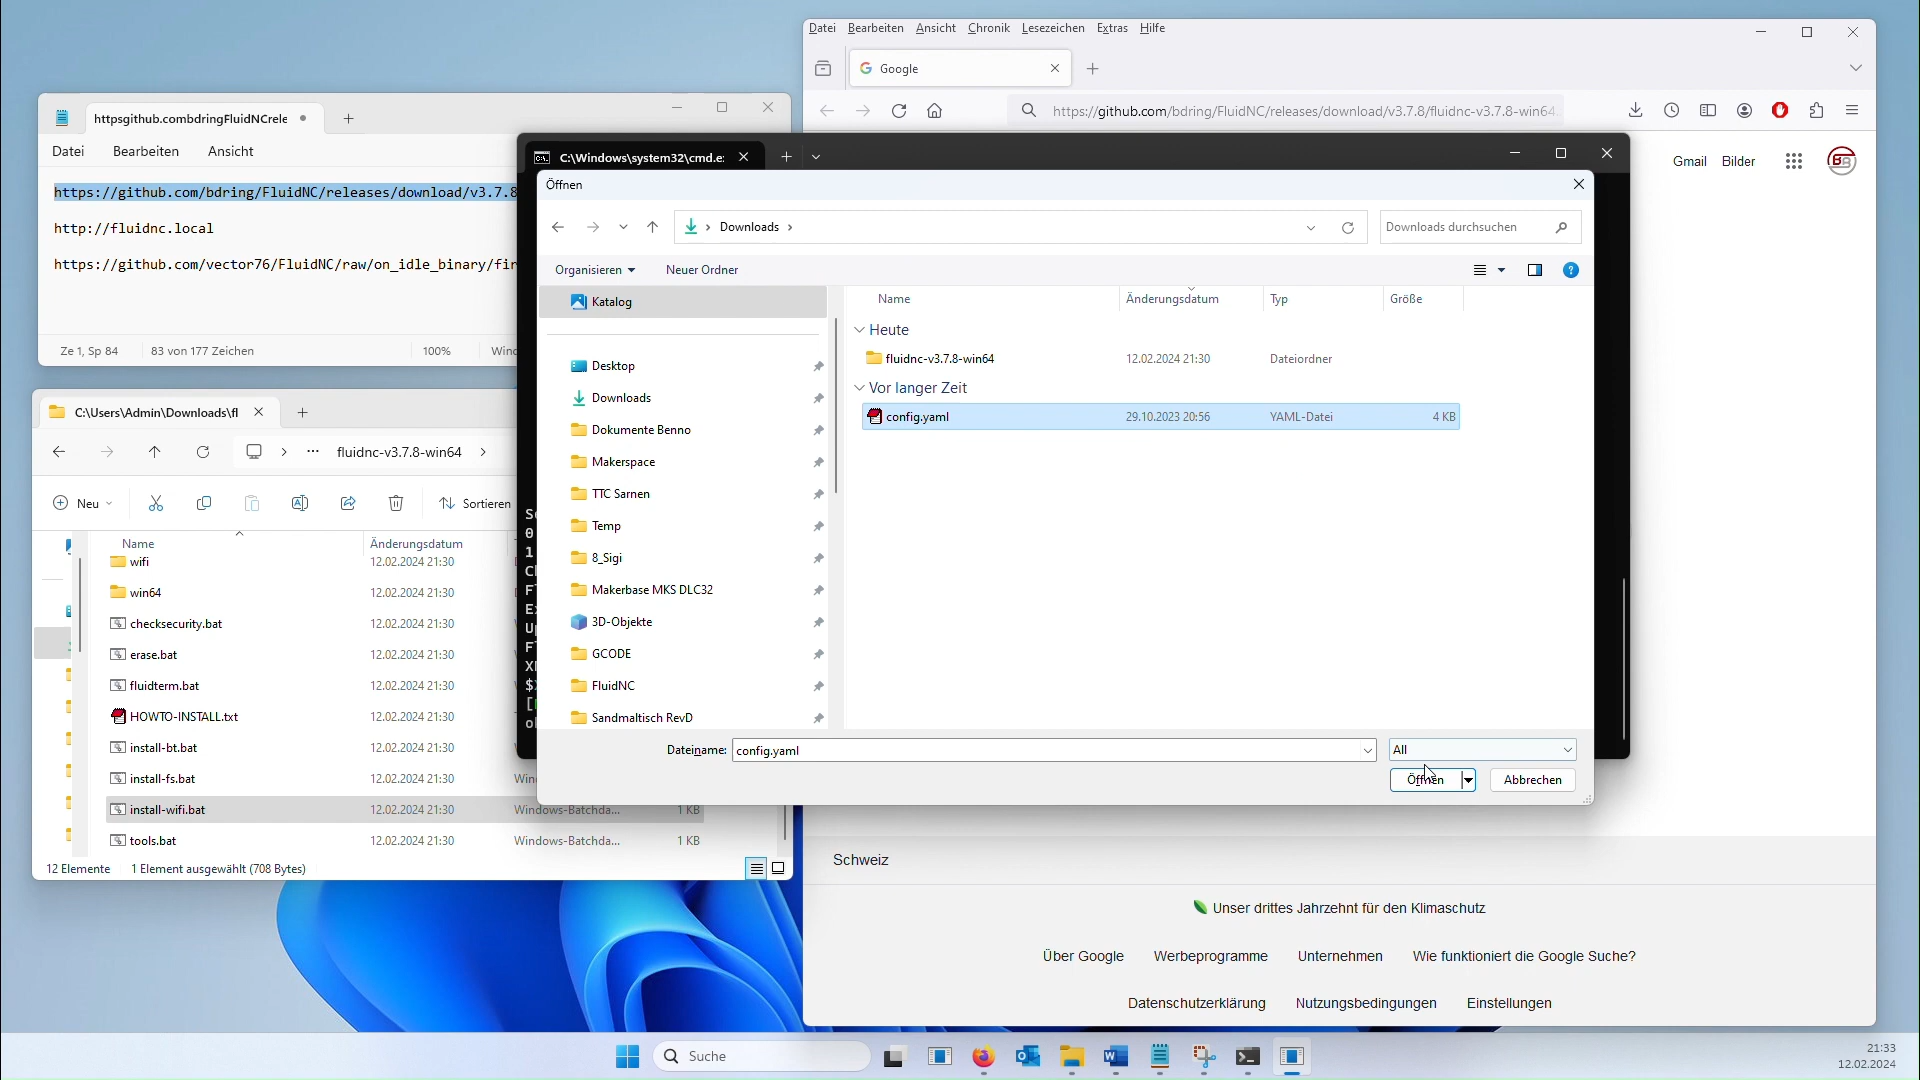 Datei Bearbeiten Ansicht Chronik Lesezeichen Extras Hilfe
Google
https://github.com/bdring/FluidNC/releases/download/v3.7.8/fluidnc-v3.7.8-win64.
Gmail Bilder
httpsgithub.combdringFluidNCrele
Datei Bearbeiten Ansicht
https://github.com/bdring/FluidNC/releases/download/v3.7.8
http://fluidnc.local
https://github.com/vector76/FluidNC/raw/on_idle_binary/fir
Ze 1, Sp 84 83 von 177 Zeichen 100% Winc
C:\Windows\system32\cmd.e:
Öffnen
Downloads
Downloads durchsuchen
Organisieren Neuer Ordner
Katalog
Desktop
Downloads
Dokumente Benno
Makerspace
TTC Sarnen
Temp
8_Sigi
Makerbase MKS DLC32
3D-Objekte
GCODE
FluidNC
Sandmaltisch RevD
Name Änderungsdatum Typ Größe
Heute
fluidnc-v3.7.8-win64 12.02.2024 21:30 Dateiordner
Vor langer Zeit
config.yaml 29.10.2023 20:56 YAML-Datei 4 KB
Dateiname: config.yaml All
Öffnen Abbrechen
C:\Users\Admin\Downloads\fl
fluidnc-v3.7.8-win64
Neu Sortieren
Name Änderungsdatum
wifi 12.02.2024 21:30
win64 12.02.2024 21:30
checksecurity.bat 12.02.2024 21:30
erase.bat 12.02.2024 21:30
fluidterm.bat 12.02.2024 21:30
HOWTO-INSTALL.txt 12.02.2024 21:30
install-bt.bat 12.02.2024 21:30
install-fs.bat 12.02.2024 21:30
install-wifi.bat 12.02.2024 21:30 Windows-Batchda... 1 KB
tools.bat 12.02.2024 21:30 Windows-Batchda... 1 KB
12 Elemente 1 Element ausgewählt (708 Bytes)
Schweiz
Unser drittes Jahrzehnt für den Klimaschutz
Über Google Werbeprogramme Unternehmen Wie funktioniert die Google Suche?
Datenschutzerklärung Nutzungsbedingungen Einstellungen
Suche
21:33
12.02.2024